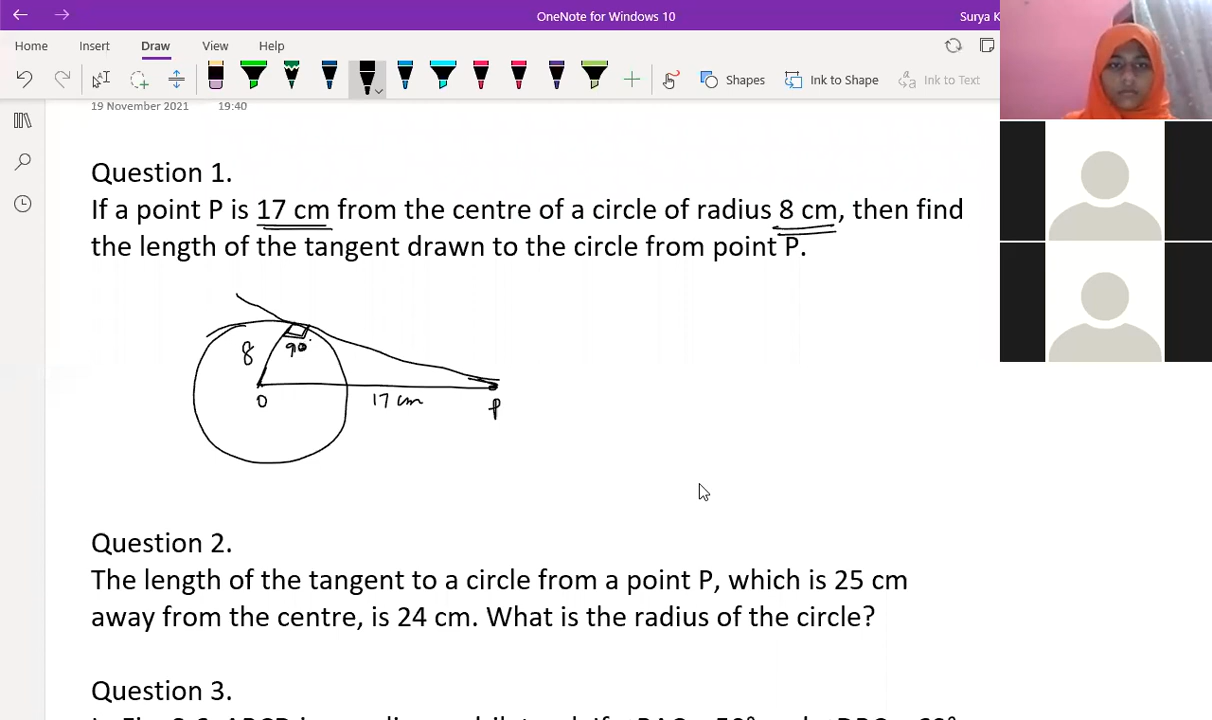 OneNote for Windows 10
Surya K
Home Insert Draw View Help
Shapes Ink to Shape Ink to Text
19 November 2021 19:40
Question 1.
If a point P is 17 cm from the centre of a circle of radius 8 cm, then find
the length of the tangent drawn to the circle from point P.
8
90°
O
17 cm
P
Question 2.
The length of the tangent to a circle from a point P, which is 25 cm
away from the centre, is 24 cm. What is the radius of the circle?
Question 3.